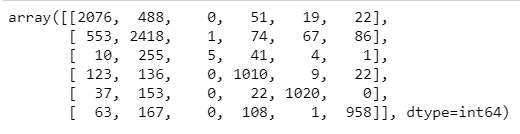 array([[2076, 488, 0, 51, 19, 22],
[ 553, 2418, 1, 74, 67, 86],
[ 10, 255, 5, 41, 4, 1],
[ 123, 136, 0, 1010, 9, 22],
[ 37, 153, 0, 22, 1020, 0],
[ 63, 167, 0, 108, 1, 958]], dtype=int64)